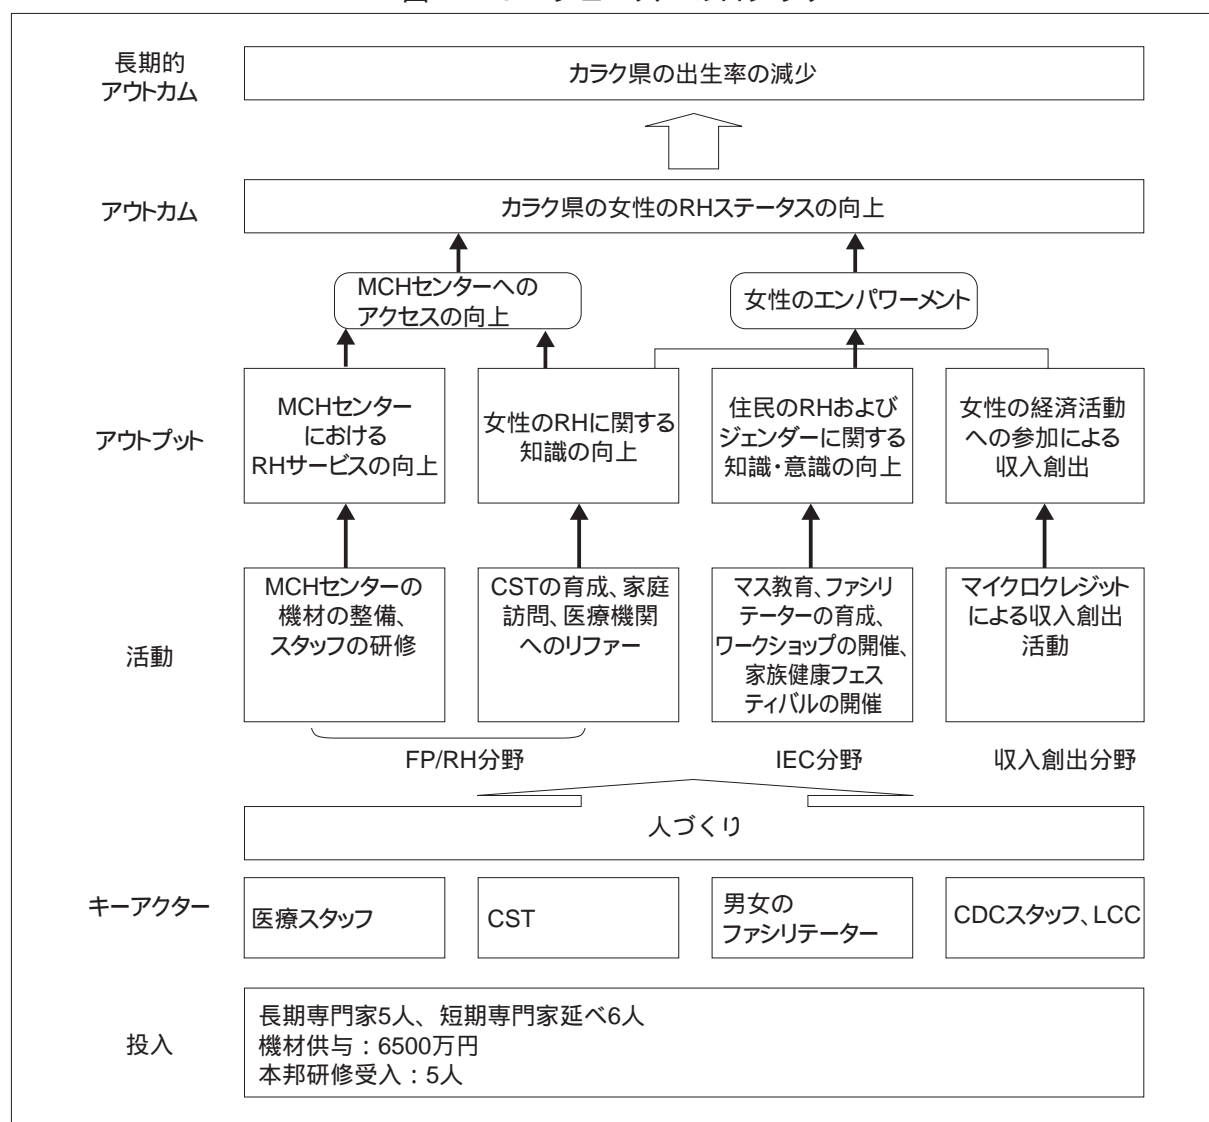 長期的
アウトカム
カラク県の出生率の減少
アウトカム
カラク県の女性のRHステータスの向上
MCHセンターへの
アクセスの向上
女性のエンパワーメント
アウトプット
MCHセンター
における
RHサービスの向上
女性のRHに関する
知識の向上
住民のRHおよび
ジェンダーに関する
知識・意識の向上
女性の経済活動
への参加による
収入創出
活動
MCHセンターの
機材の整備、
スタッフの研修
CSTの育成、家庭
訪問、医療機関
へのリファー
マス教育、ファシリ
テーターの育成、
ワークショップの開催、
家族健康フェス
ティバルの開催
マイクロクレジット
による収入創出
活動
FP/RH分野
IEC分野
収入創出分野
人づくり
キーアクター
医療スタッフ
CST
男女の
ファシリテーター
CDCスタッフ、LCC
投入
長期専門家5人、短期専門家延べ6人
機材供与：6500万円
本邦研修受入：5人